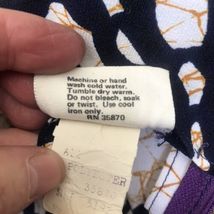 Machine or hand
wash cold water.
Tumble dry warm.
Do not bleach, soak
or twist. Use cool
iron only.
RN 35870